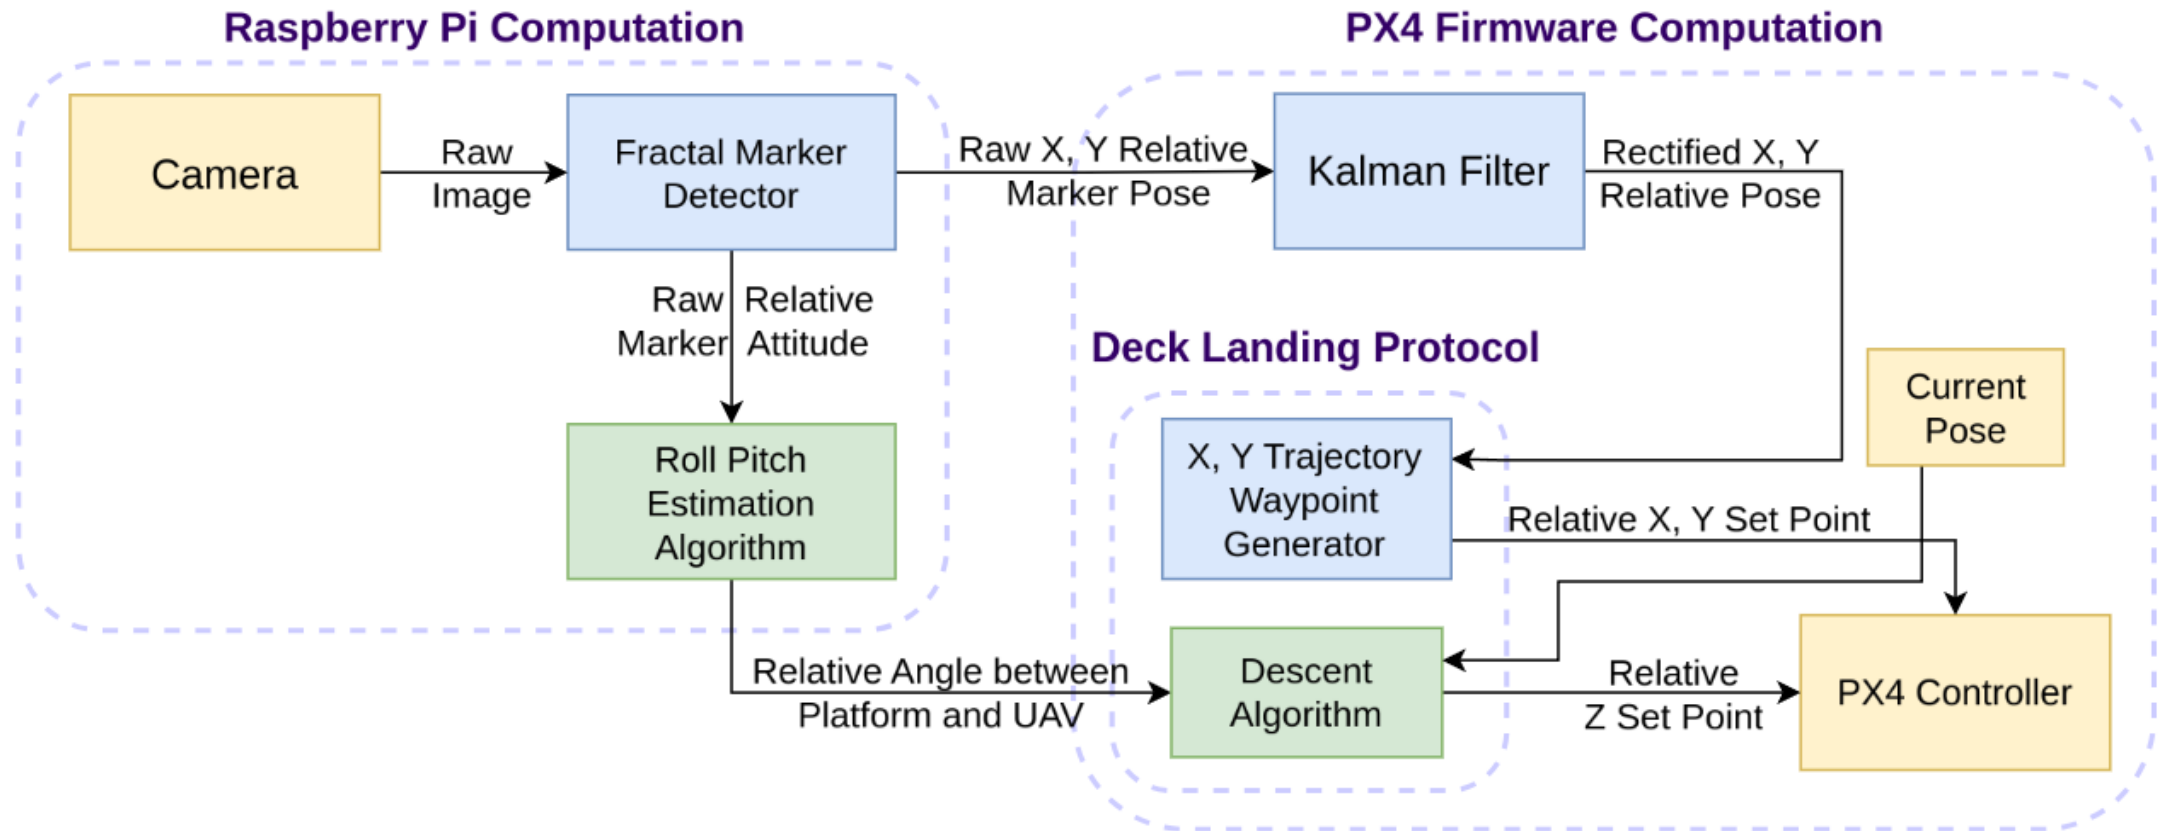 Raspberry Pi Computation
PX4 Firmware Computation
Camera
Raw
Image
Fractal Marker
Detector
Raw X, Y Relative
Marker Pose
Kalman Filter
Rectified X, Y
Relative Pose
Raw Relative
Marker Attitude
Deck Landing Protocol
Current
Pose
Roll Pitch
Estimation
Algorithm
X, Y Trajectory
Waypoint
Generator
Relative X, Y Set Point
Relative Angle between
Platform and UAV
Descent
Algorithm
Relative
Z Set Point
PX4 Controller